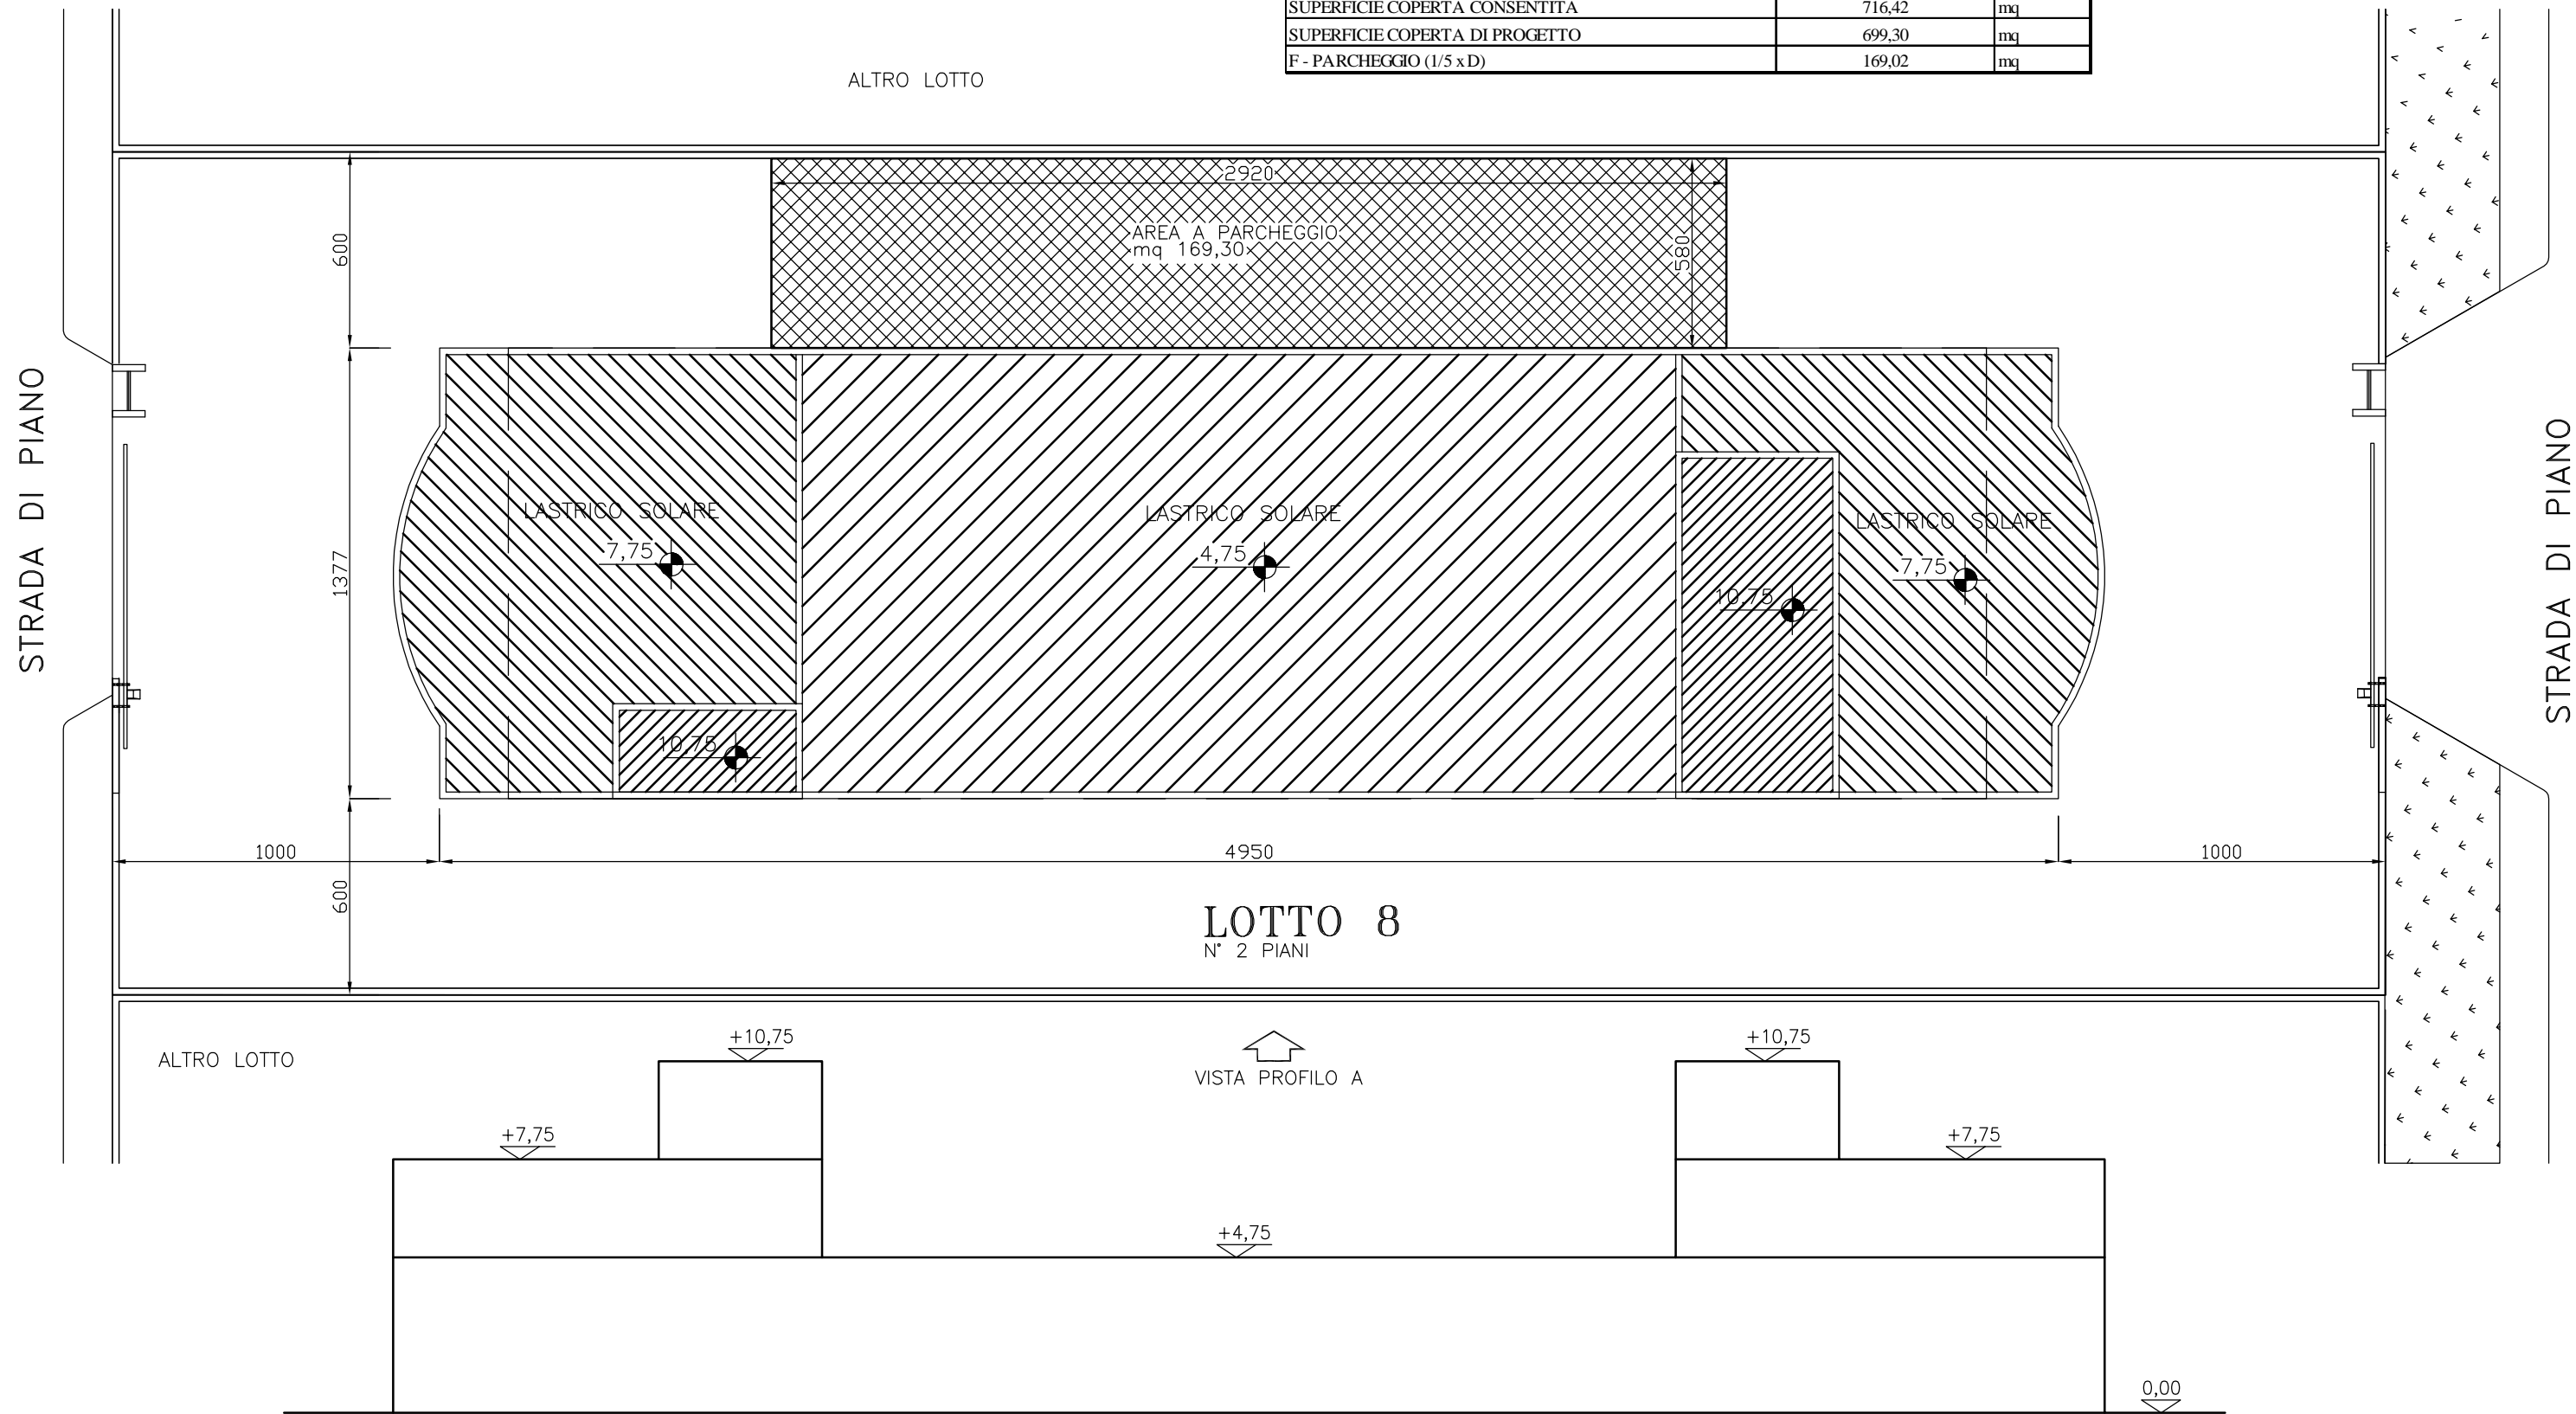 SUPERFICIE COPERTA CONSENTITA 716,42 mq
SUPERFICIE COPERTA DI PROGETTO 699,30 mq
F - PARCHEGGIO (1/5 x D) 169,02 mq
ALTRO LOTTO
2920
AREA A PARCHEGGIO
mq 169,30
580
600
STRADA DI PIANO
STRADA DI PIANO
LASTRICO SOLARE
7,75
LASTRICO SOLARE
4,75
LASTRICO SOLARE
7,75
10,75
1377
10,75
1000
4950
1000
600
LOTTO 8
N° 2 PIANI
ALTRO LOTTO
VISTA PROFILO A
+10,75
+10,75
+7,75
+7,75
+4,75
0,00